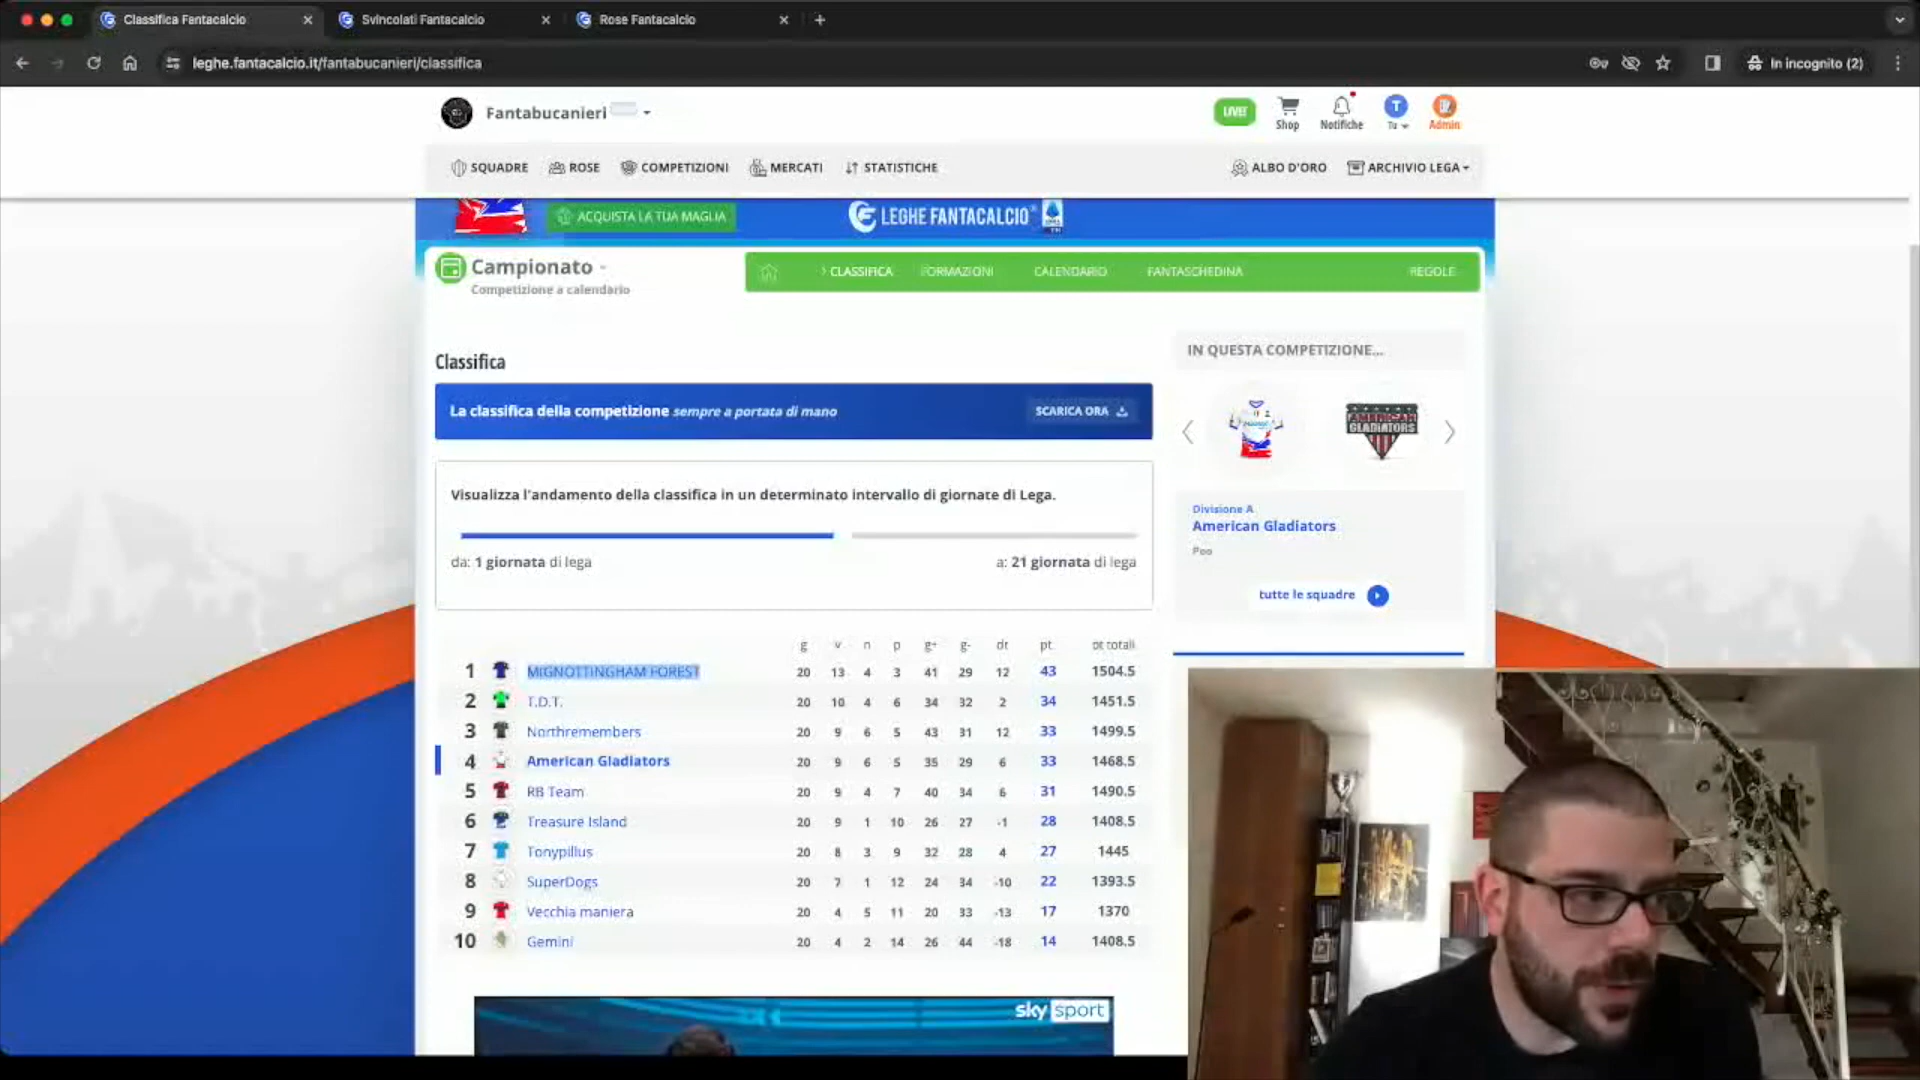 Classifica Fantacalcio
Svincolati Fantacalcio
Rose Fantacalcio
leghe.fantacalcio.it/fantabucanieri/classifica
In incognito (2)
Fantabucanieri
LIVE!
Shop
Notifiche
T
Tu
Admin
SQUADRE
ROSE
COMPETIZIONI
MERCATI
STATISTICHE
ALBO D'ORO
ARCHIVIO LEGA
ACQUISTA LA TUA MAGLIA
LEGHE FANTACALCIO
Campionato
Competizione a calendario
CLASSIFICA
FORMAZIONI
CALENDARIO
FANTASCHEDINA
REGOLE
Classifica
La classifica della competizione sempre a portata di mano
SCARICA ORA
Visualizza l'andamento della classifica in un determinato intervallo di giornate di Lega.
da: 1 giornata di lega
a: 21 giornata di lega
g v n p g+ g- dr pt pt totali
1 MIGNOTTINGHAM FOREST 20 13 4 3 41 29 12 43 1504.5
2 T.D.T. 20 10 4 6 34 32 2 34 1451.5
3 Northremembers 20 9 6 5 43 31 12 33 1499.5
4 American Gladiators 20 9 6 5 35 29 6 33 1468.5
5 RB Team 20 9 4 7 40 34 6 31 1490.5
6 Treasure Island 20 9 1 10 26 27 -1 28 1408.5
7 Tonypillus 20 8 3 9 32 28 4 27 1445
8 SuperDogs 20 7 1 12 24 34 -10 22 1393.5
9 Vecchia maniera 20 4 5 11 20 33 -13 17 1370
10 Gemini 20 4 2 14 26 44 -18 14 1408.5
IN QUESTA COMPETIZIONE...
AMERICAN
GLADIATORS
Divisione A
American Gladiators
Poo
tutte le squadre
sky sport